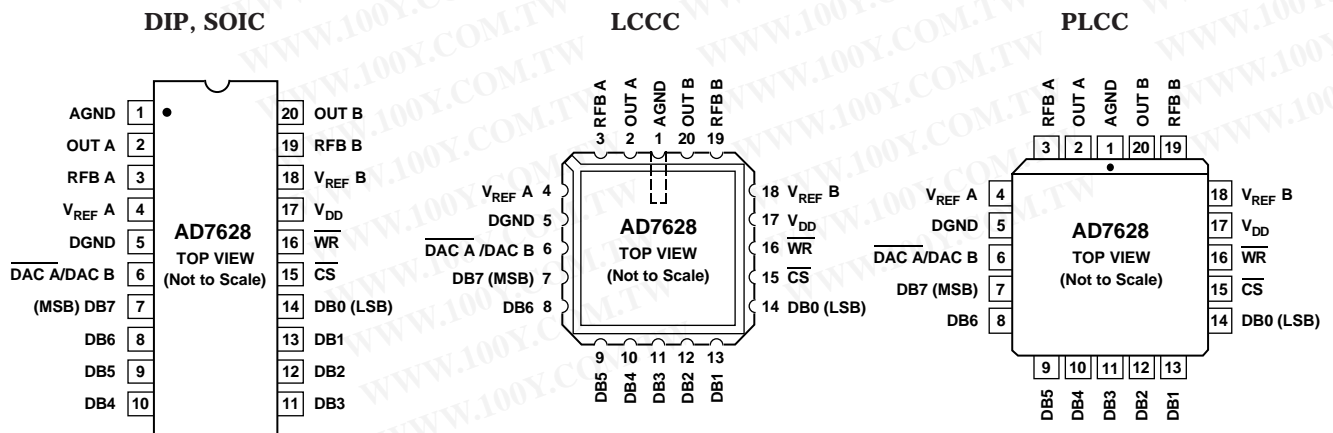 DIP, SOIC
AGND 1
OUT A 2
RFB A 3
VREF A 4
DGND 5
DAC A/DAC B 6
(MSB) DB7 7
DB6 8
DB5 9
DB4 10
AD7628
TOP VIEW
(Not to Scale)
20 OUT B
19 RFB B
18 VREF B
17 VDD
16 WR
15 CS
14 DB0 (LSB)
13 DB1
12 DB2
11 DB3
LCCC
RFB A
OUT A
AGND
OUT B
RFB B
3 2 1 20 19
VREF A 4
DGND 5
DAC A /DAC B 6
DB7 (MSB) 7
DB6 8
AD7628
TOP VIEW
(Not to Scale)
18 VREF B
17 VDD
16 WR
15 CS
14 DB0 (LSB)
9 10 11 12 13
DB5
DB4
DB3
DB2
DB1
PLCC
RFB A
OUT A
AGND
OUT B
RFB B
3 2 1 20 19
VREF A 4
DGND 5
DAC A/DAC B 6
DB7 (MSB) 7
DB6 8
AD7628
TOP VIEW
(Not to Scale)
18 VREF B
17 VDD
16 WR
15 CS
14 DB0 (LSB)
9 10 11 12 13
DB5
DB4
DB3
DB2
DB1
WWW.100Y.COM.TW